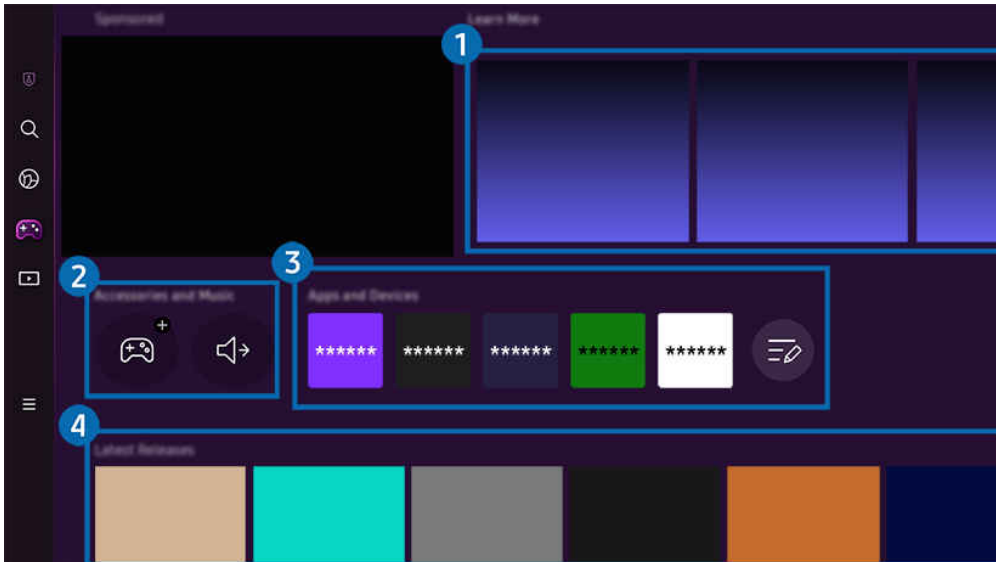 Sponsored
Learn More
1
2
3
Accessories and Music
Apps and Devices
****** ****** ****** ****** ******
4
Latest Releases